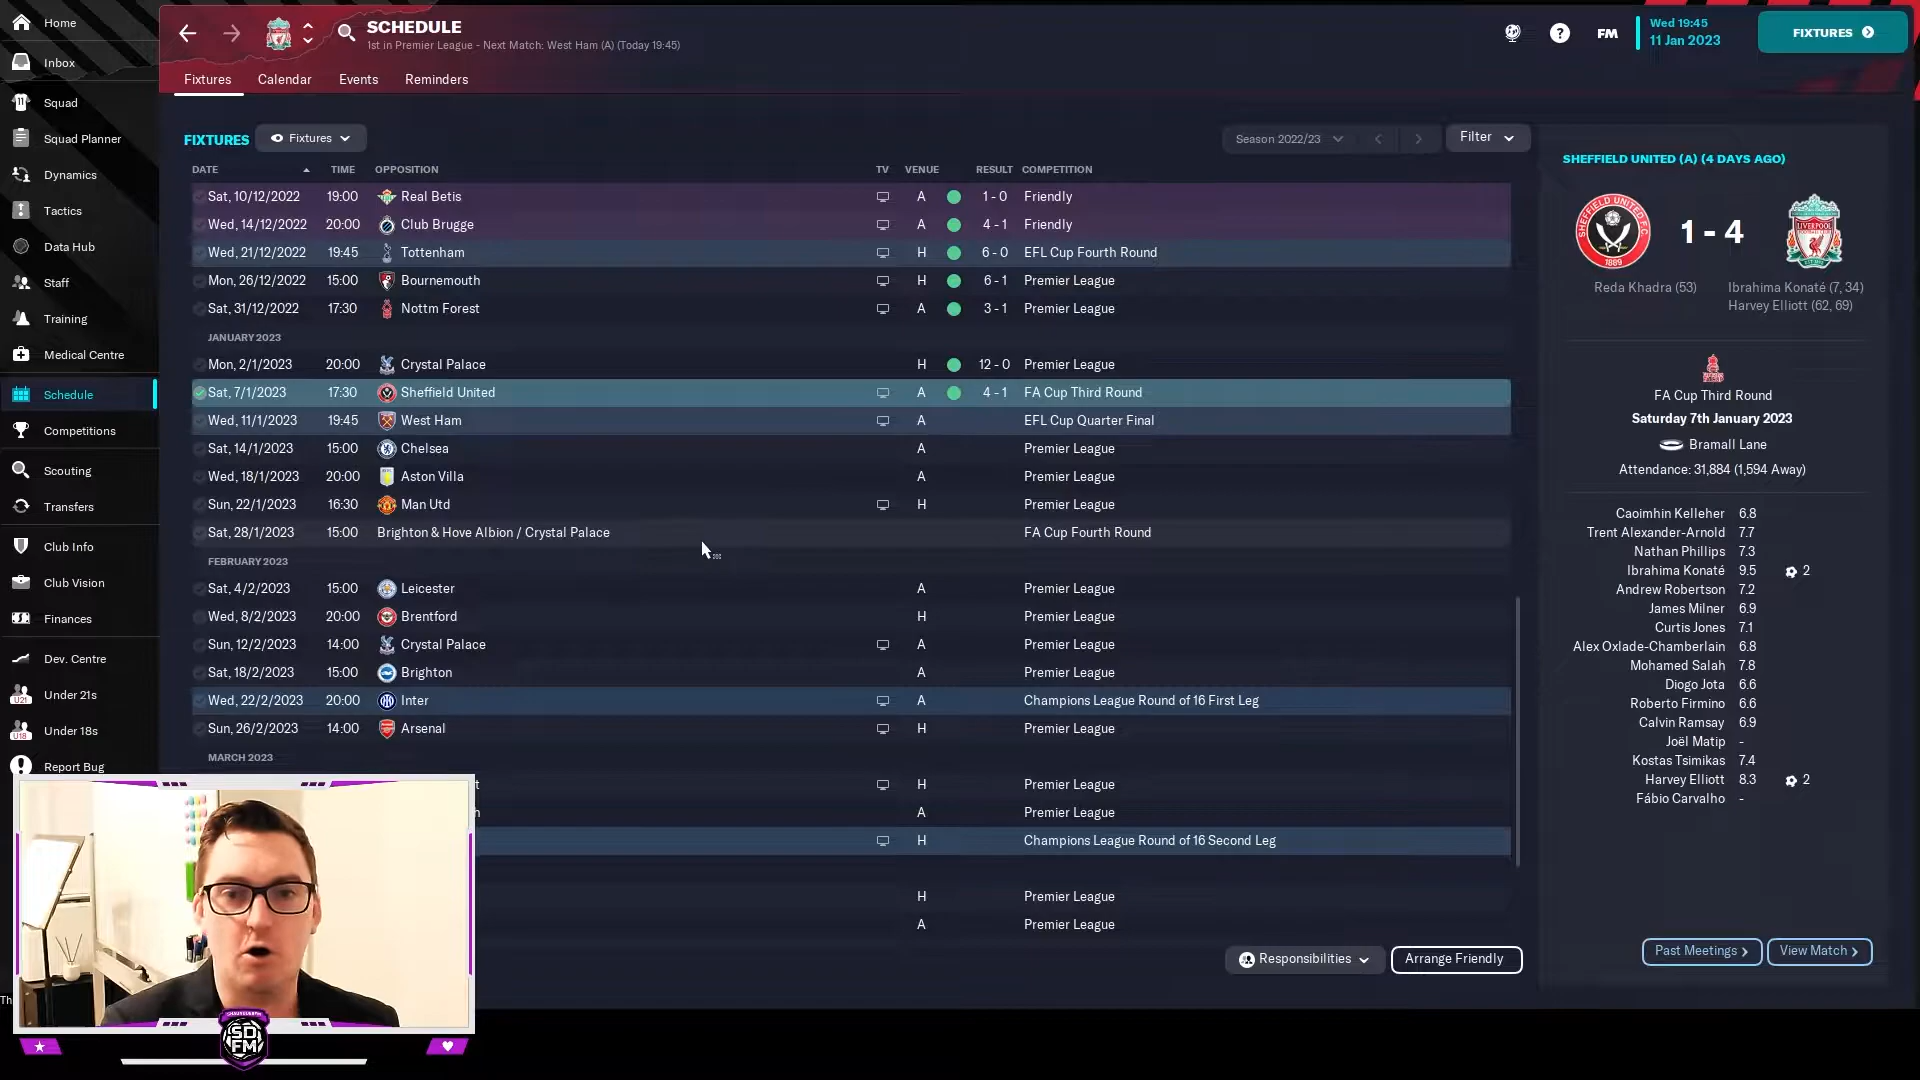 Home
Inbox
Squad
Squad Planner
Dynamics
Tactics
Data Hub
Staff
Training
Medical Centre
Schedule
Competitions
Scouting
Transfers
Club Info
Club Vision
Finances
Dev. Centre
U21 Under 21s
U18 Under 18s
Report Bug
SCHEDULE
1st in Premier League - Next Match: West Ham (A) (Today 19:45)
FM
Wed 19:45
11 Jan 2023
FIXTURES
Fixtures Calendar Events Reminders
FIXTURES Fixtures Season 2022/23 Filter
DATE TIME OPPOSITION TV VENUE RESULT COMPETITION
Sat, 10/12/2022 19:00 Real Betis A 1 - 0 Friendly
Wed, 14/12/2022 20:00 Club Brugge A 4 - 1 Friendly
Wed, 21/12/2022 19:45 Tottenham H 6 - 0 EFL Cup Fourth Round
Mon, 26/12/2022 15:00 Bournemouth H 6 - 1 Premier League
Sat, 31/12/2022 17:30 Nottm Forest A 3 - 1 Premier League
JANUARY 2023
Mon, 2/1/2023 20:00 Crystal Palace H 12 - 0 Premier League
Sat, 7/1/2023 17:30 Sheffield United A 4 - 1 FA Cup Third Round
Wed, 11/1/2023 19:45 West Ham A EFL Cup Quarter Final
Sat, 14/1/2023 15:00 Chelsea A Premier League
Wed, 18/1/2023 20:00 Aston Villa A Premier League
Sun, 22/1/2023 16:30 Man Utd H Premier League
Sat, 28/1/2023 15:00 Brighton & Hove Albion / Crystal Palace FA Cup Fourth Round
FEBRUARY 2023
Sat, 4/2/2023 15:00 Leicester A Premier League
Wed, 8/2/2023 20:00 Brentford H Premier League
Sun, 12/2/2023 14:00 Crystal Palace A Premier League
Sat, 18/2/2023 15:00 Brighton A Premier League
Wed, 22/2/2023 20:00 Inter A Champions League Round of 16 First Leg
Sun, 26/2/2023 14:00 Arsenal H Premier League
MARCH 2023
t H Premier League
h A Premier League
H Champions League Round of 16 Second Leg
H Premier League
A Premier League
Responsibilities Arrange Friendly
SHEFFIELD UNITED (A) (4 DAYS AGO)
1 - 4
Reda Khadra (53) Ibrahima Konaté (7, 34)
Harvey Elliott (62, 69)
FA Cup Third Round
Saturday 7th January 2023
Bramall Lane
Attendance: 31,884 (1,594 Away)
Caoimhin Kelleher 6.8
Trent Alexander-Arnold 7.7
Nathan Phillips 7.3
Ibrahima Konaté 9.5 2
Andrew Robertson 7.2
James Milner 6.9
Curtis Jones 7.1
Alex Oxlade-Chamberlain 6.8
Mohamed Salah 7.8
Diogo Jota 6.6
Roberto Firmino 6.6
Calvin Ramsay 6.9
Joël Matip -
Kostas Tsimikas 7.4
Harvey Elliott 8.3 2
Fábio Carvalho -
Past Meetings View Match
Th
SD
FM